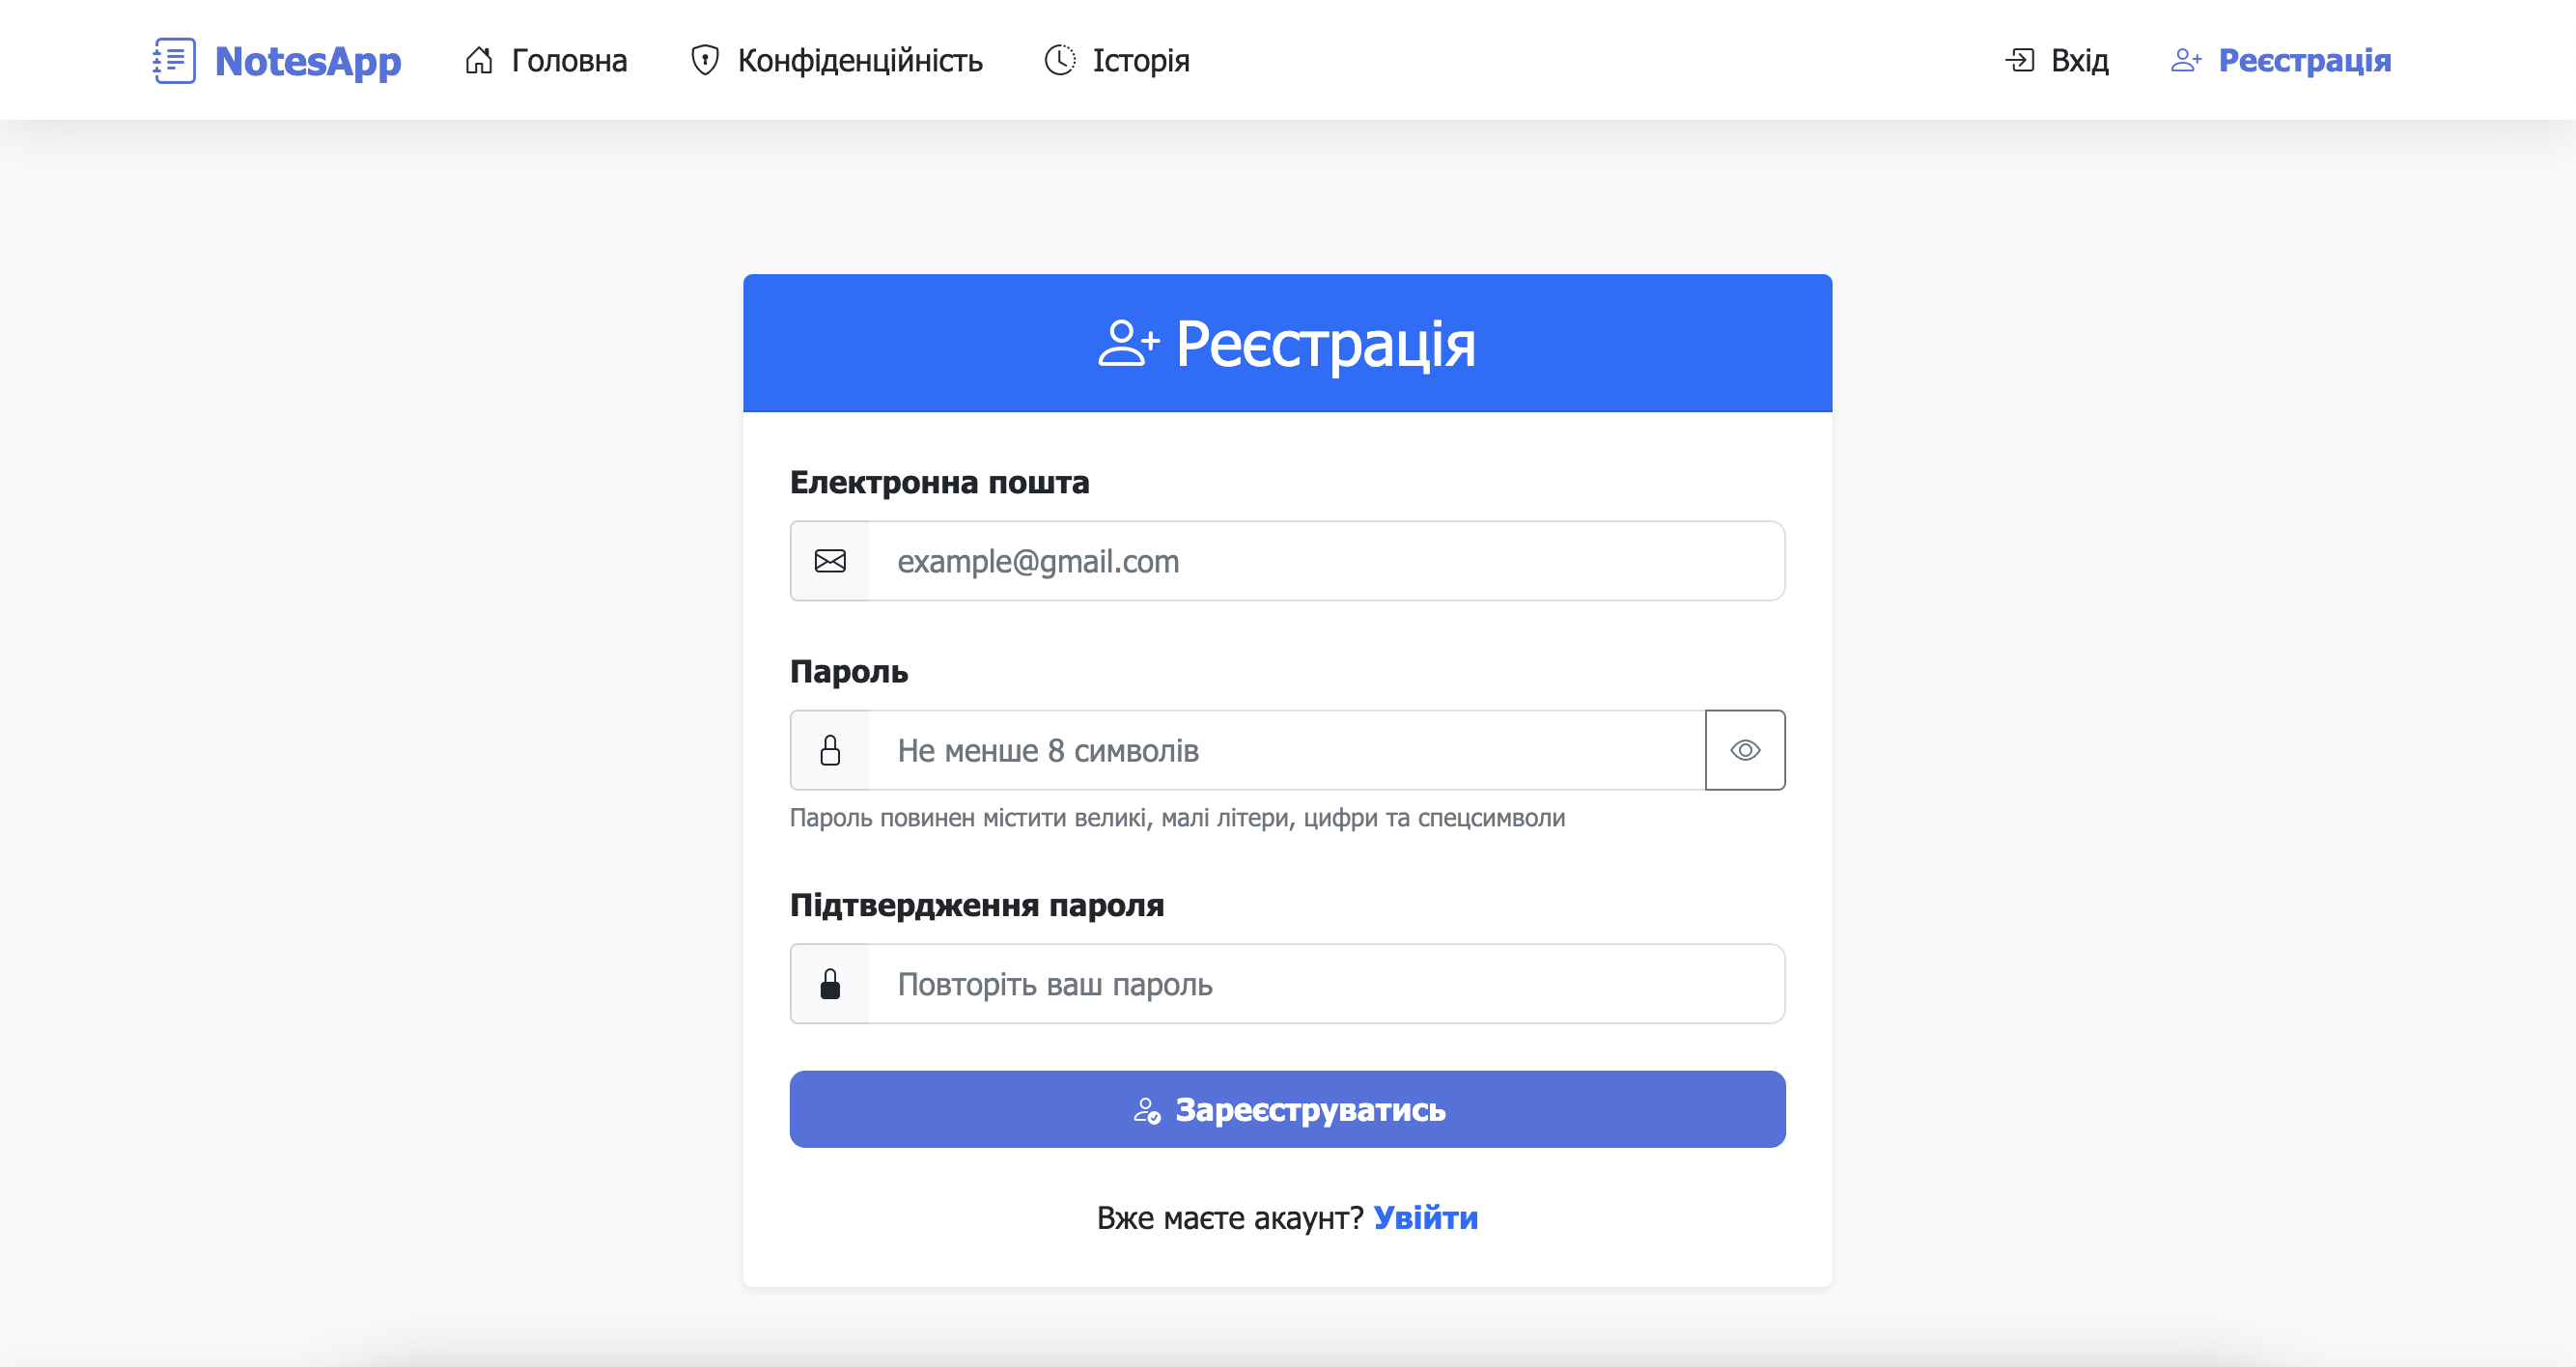 NotesApp Головна Конфіденційність Історія Вхід Реєстрація
Реєстрація
Електронна пошта
example@gmail.com
Пароль
Не менше 8 символів
Пароль повинен містити великі, малі літери, цифри та спецсимволи
Підтвердження пароля
Повторіть ваш пароль
Зареєструватись
Вже маєте акаунт? Увійти